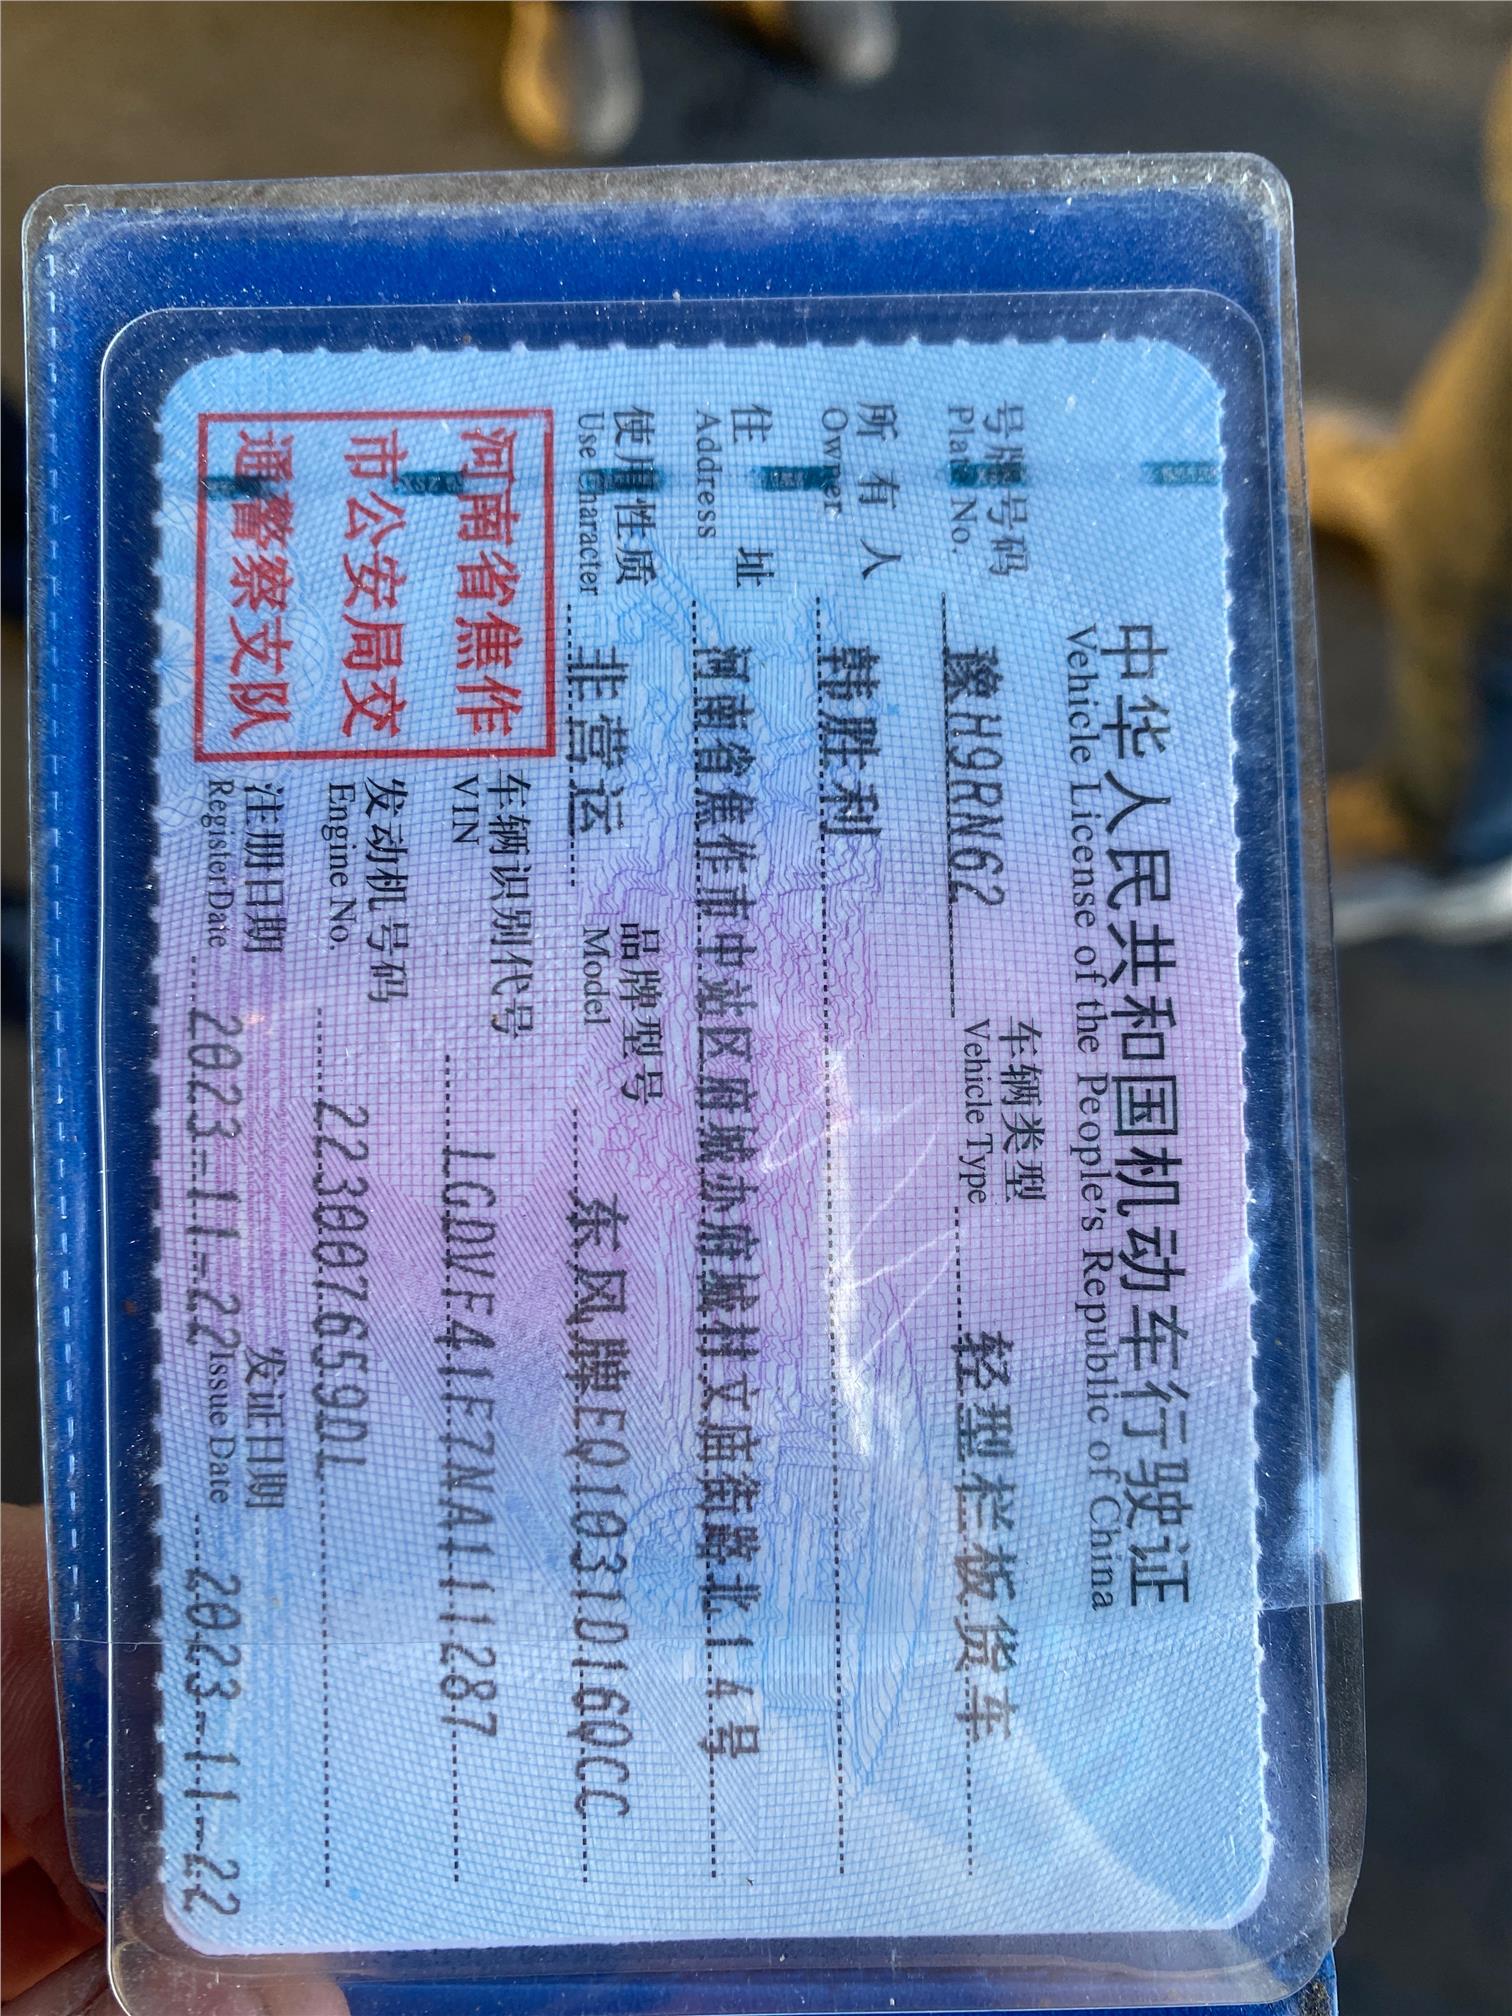 中华人民共和国机动车行驶证
Vehicle License of the People's Republic of China
号牌号码 豫H9RN62 车辆类型 轻型栏板货车
Plate No. Vehicle Type
所有人 韩胜利
Owner
住址 河南省焦作市中站区府城办府城村文庙街路北14号
Address
使用性质 非营运 品牌型号 东风牌EQ1031D16QCC
Use Character Model
河南省焦作
市公安局交
通警察支队
车辆识别代号 LGDVF41F7NA111287
VIN
发动机号码 223007659DL
Engine No.
注册日期 2023-11-22 发证日期 2023-11-22
Register Date Issue Date